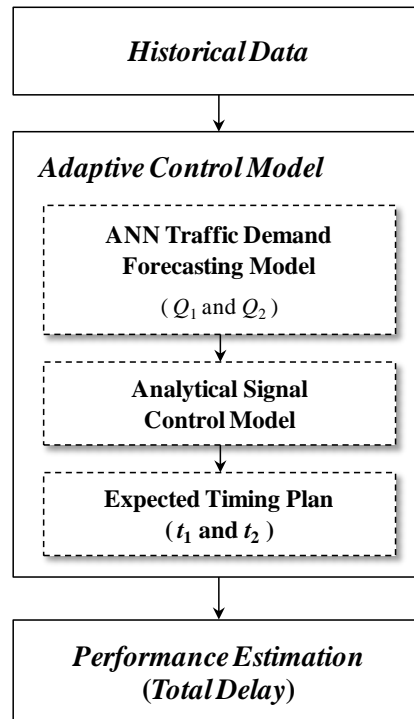 Historical Data
Adaptive Control Model
ANN Traffic Demand
Forecasting Model
( Q₁ and Q₂ )
Analytical Signal
Control Model
Expected Timing Plan
( t₁ and t₂ )
Performance Estimation
(Total Delay)